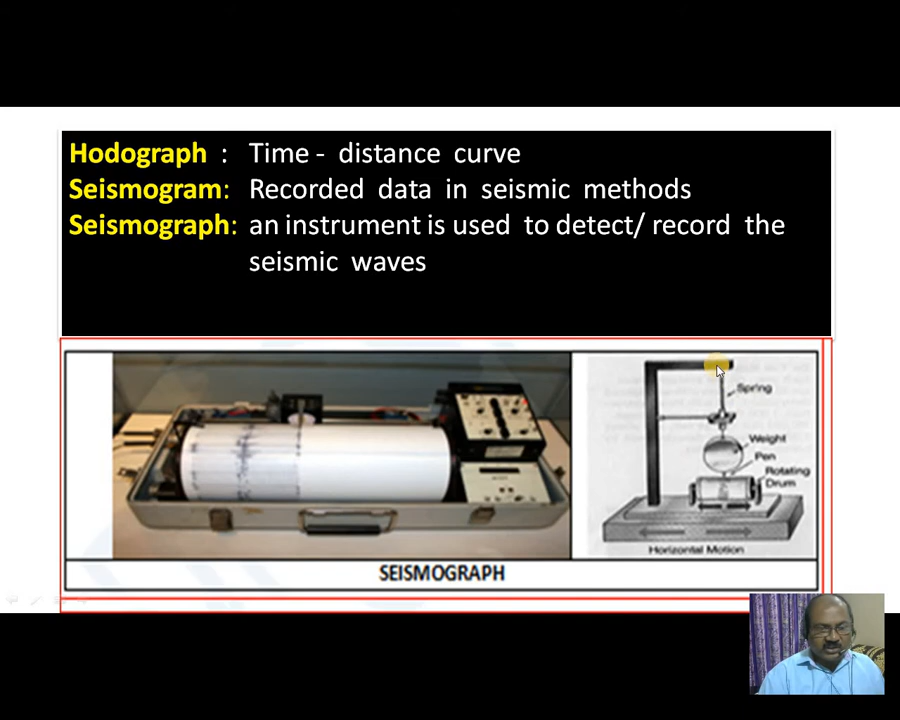 Hodograph : Time - distance curve
Seismogram: Recorded data in seismic methods
Seismograph: an instrument is used to detect/ record the
seismic waves
Spring
Weight
Pen
Rotating
Drum
Horizontal Motion
SEISMOGRAPH